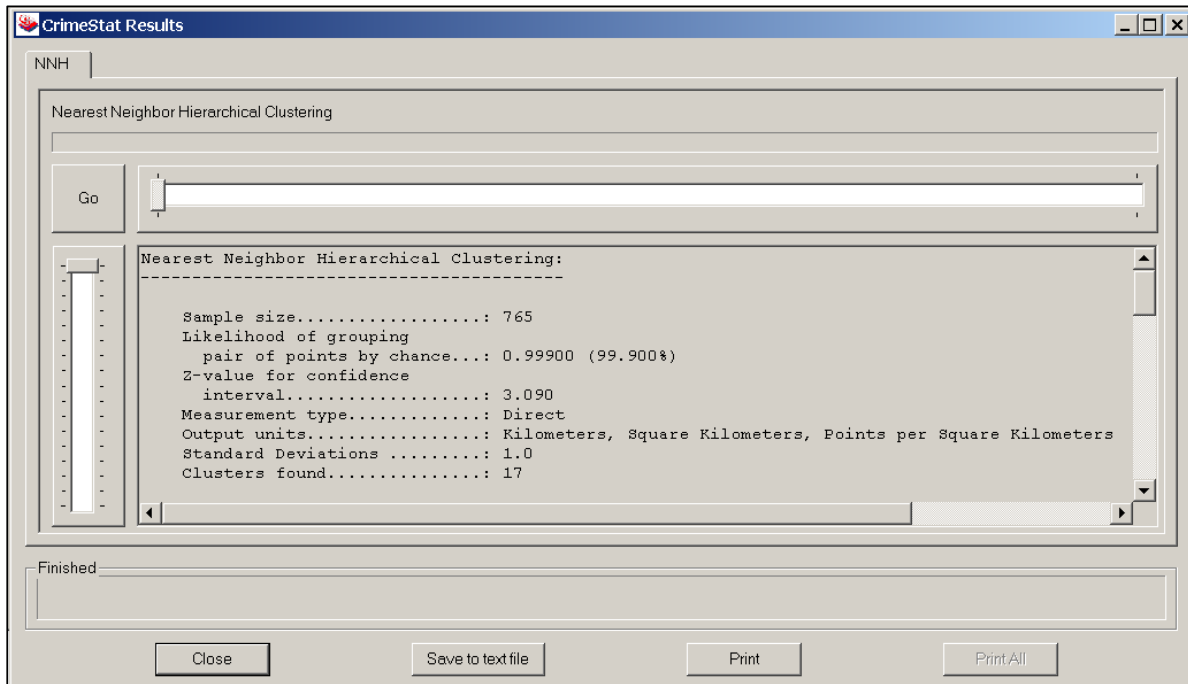 CrimeStat Results
NNH
Nearest Neighbor Hierarchical Clustering
Go
Nearest Neighbor Hierarchical Clustering:
-----------------------------------------
Sample size..................: 765
Likelihood of grouping
pair of points by chance...: 0.99900 (99.900%)
Z-value for confidence
interval...................: 3.090
Measurement type.............: Direct
Output units.................: Kilometers, Square Kilometers, Points per Square Kilometers
Standard Deviations .........: 1.0
Clusters found...............: 17
Finished
Close
Save to text file
Print
Print All